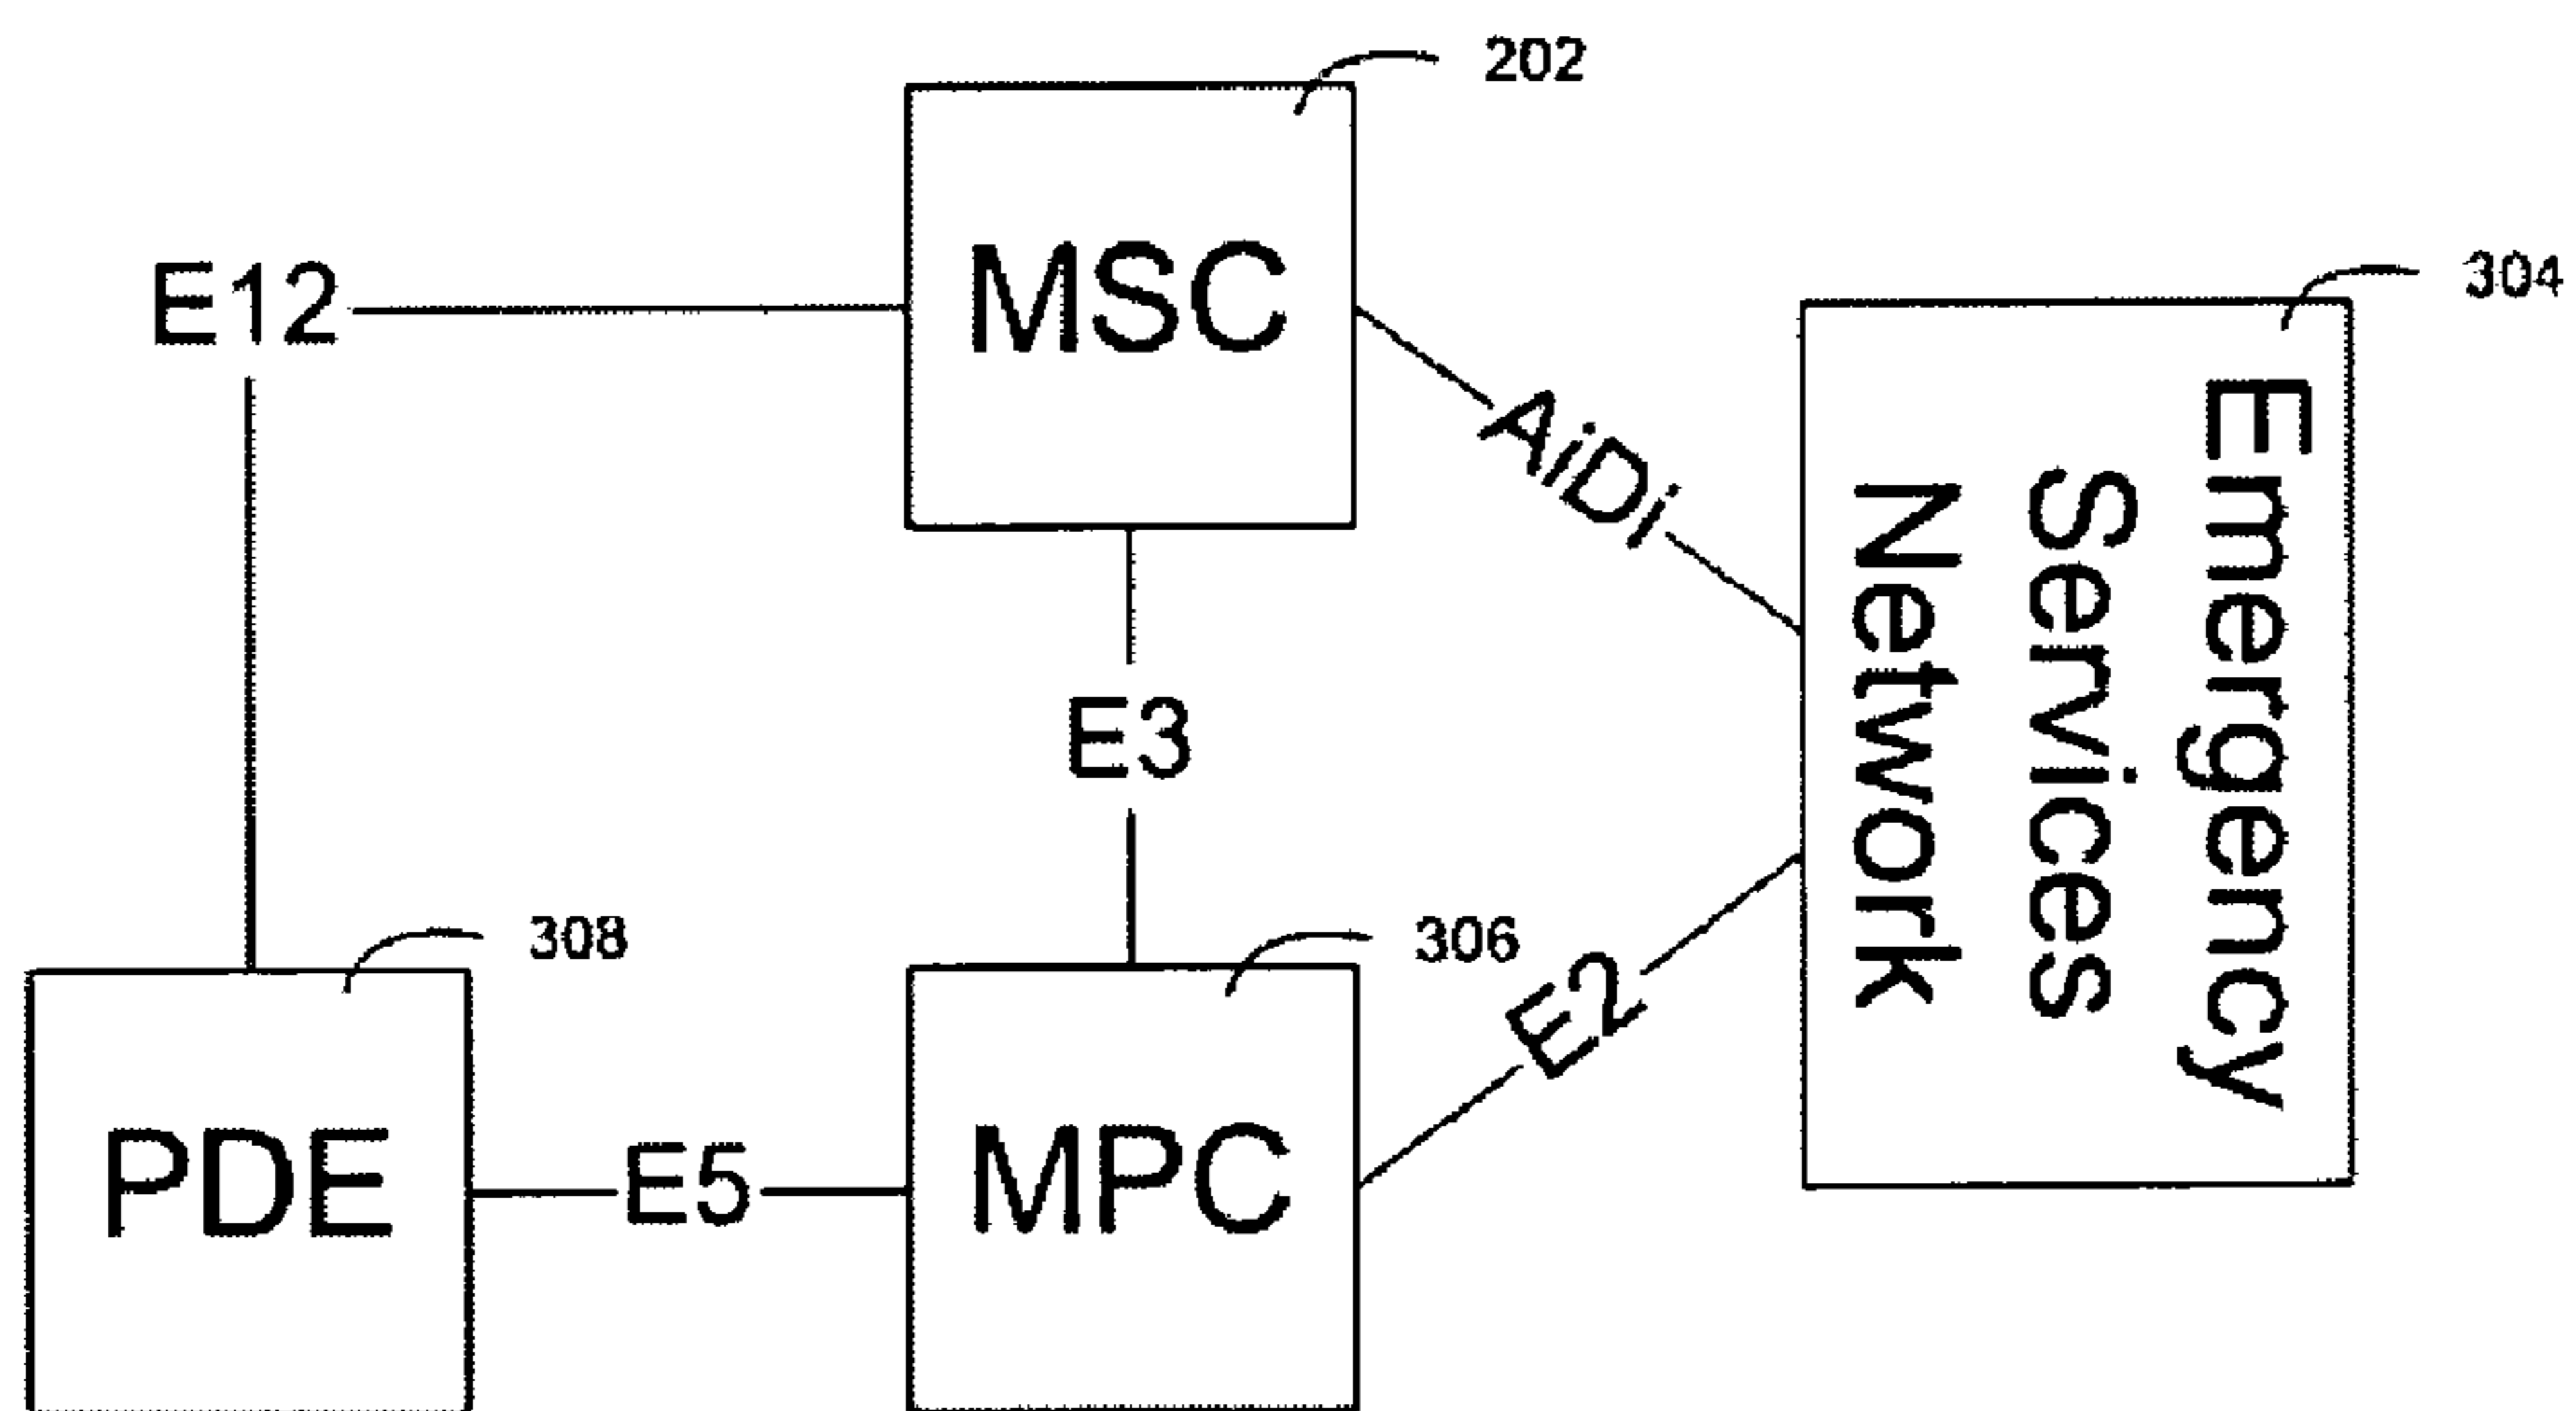 202
MSC
E12
304
AiDi
Emergency
Services
Network
E3
308
306
E2
PDE
E5
MPC